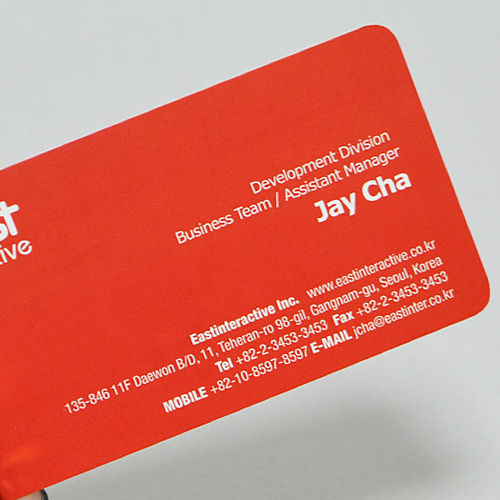 st
tive
Development Division
Business Team / Assistant Manager
Jay Cha
Eastinteractive Inc. www.eastinteractive.co.kr
135-846 11F Daewon B/D, 11, Teheran-ro 98-gil, Gangnam-gu, Seoul, Korea
Tel +82-2-3453-3453 Fax +82-2-3453-3453
MOBILE +82-10-8597-8597 E-MAIL jcha@eastinter.co.kr